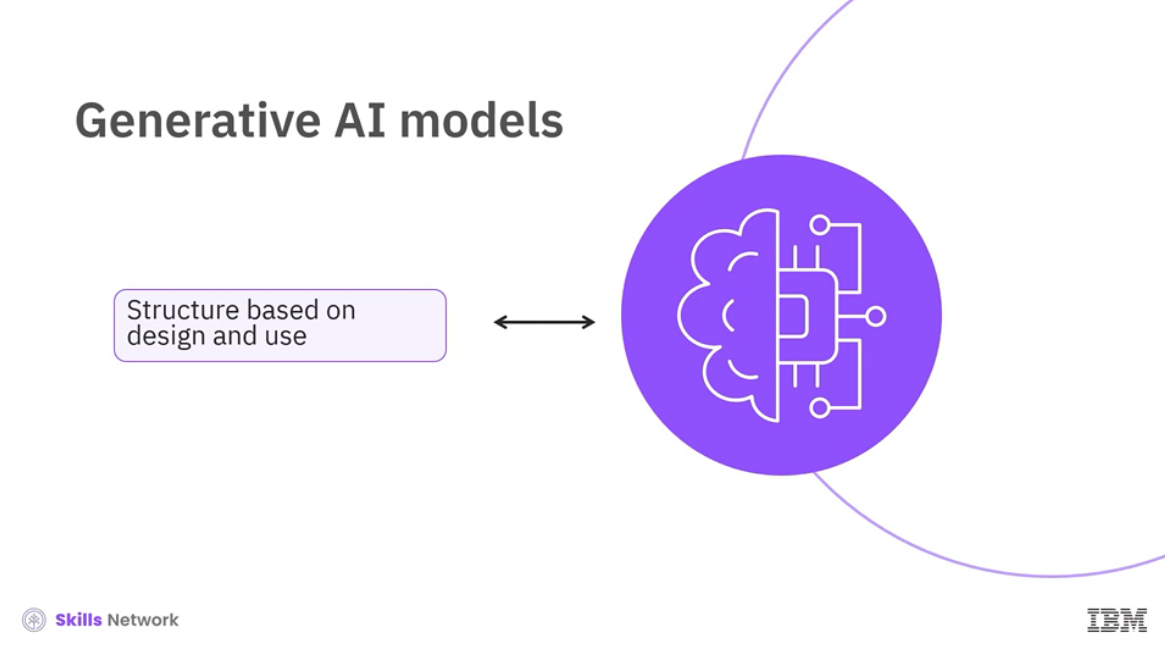 Generative AI models
Structure based on
design and use
Skills Network
IBM